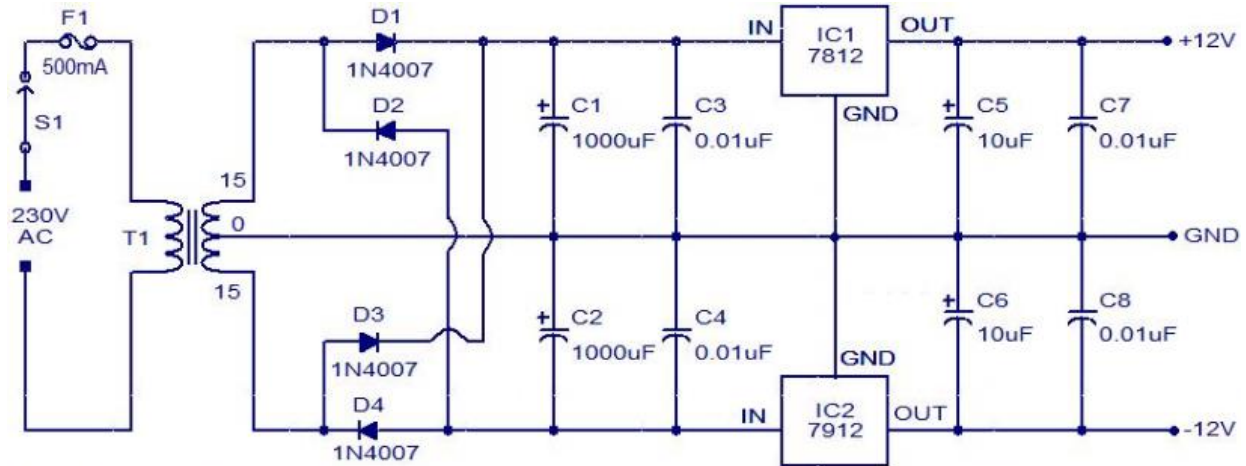 F1
500mA
S1
230V
AC
T1
15
0
15
D1
1N4007
D2
1N4007
D3
1N4007
D4
1N4007
+
C1
1000uF
C3
0.01uF
+
C2
1000uF
C4
0.01uF
IN
IC1
7812
OUT
GND
GND
IN
IC2
7912
OUT
+
C5
10uF
C7
0.01uF
+
C6
10uF
C8
0.01uF
+12V
GND
-12V